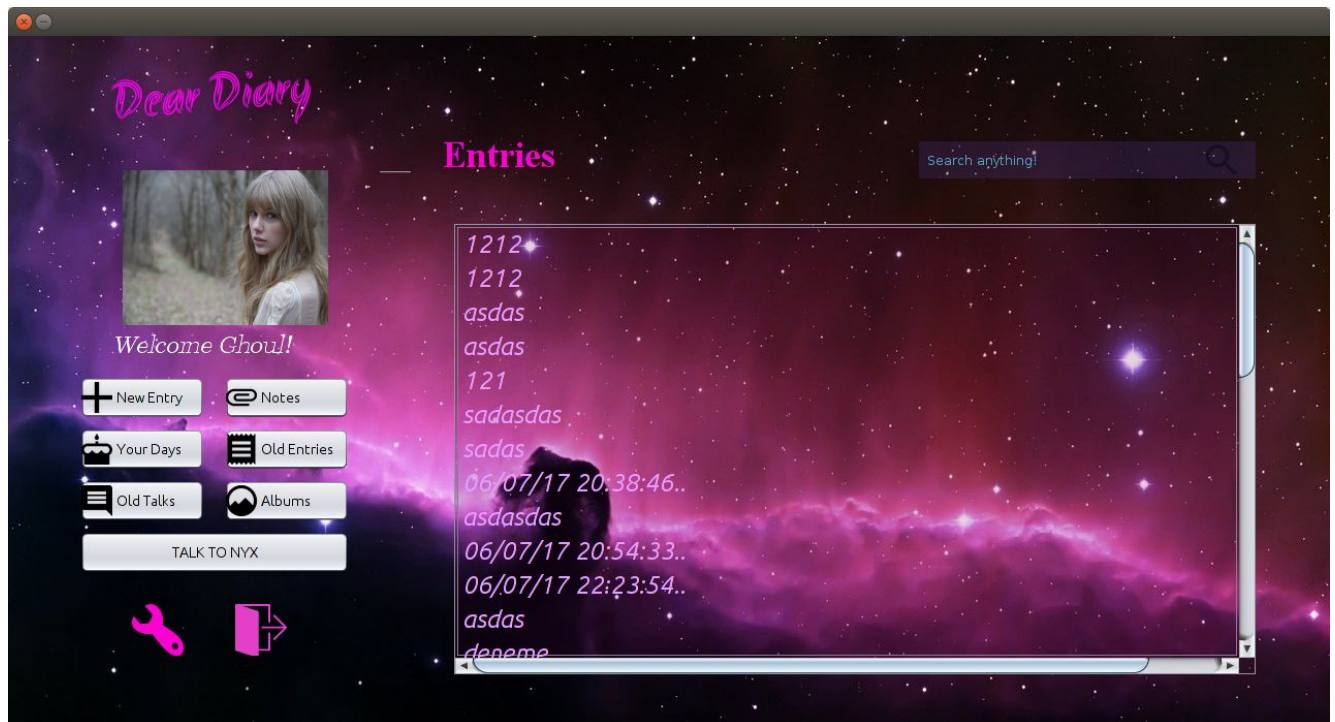 Dear Diary
Welcome Ghoul!
New Entry
Notes
Your Days
Old Entries
Old Talks
Albums
TALK TO NYX
Entries
Search anything!
1212
1212
asdas
asdas
121
sadasdas
sadas
06/07/17 20:38:46..
asdasdas
06/07/17 20:54:33..
06/07/17 22:23:54..
asdas
deneme